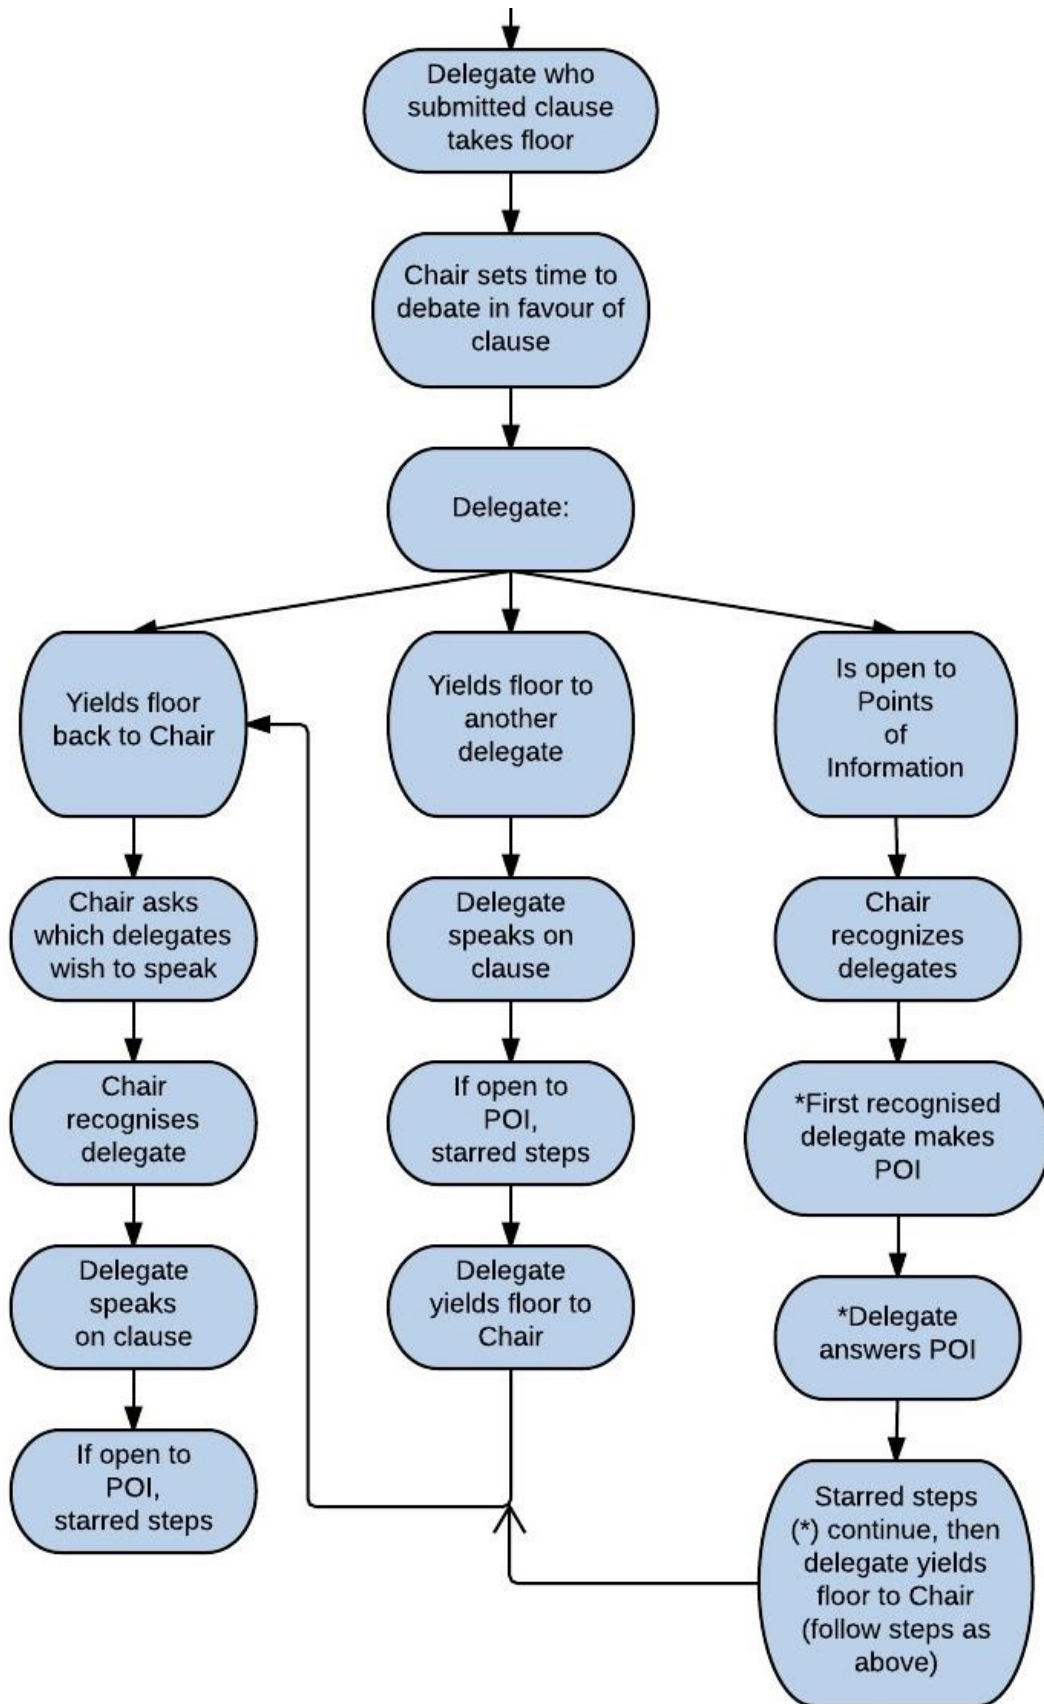 Delegate who
submitted clause
takes floor
Chair sets time to
debate in favour of
clause
Delegate:
Yields floor
back to Chair
Chair asks
which delegates
wish to speak
Chair
recognises
delegate
Delegate
speaks
on clause
If open to
POI,
starred steps
Yields floor to
another
delegate
Delegate
speaks on
clause
If open to
POI,
starred steps
Delegate
yields floor to
Chair
Is open to
Points
of
Information
Chair
recognizes
delegates
*First recognised
delegate makes
POI
*Delegate
answers POI
Starred steps
(*) continue, then
delegate yields
floor to Chair
(follow steps as
above)